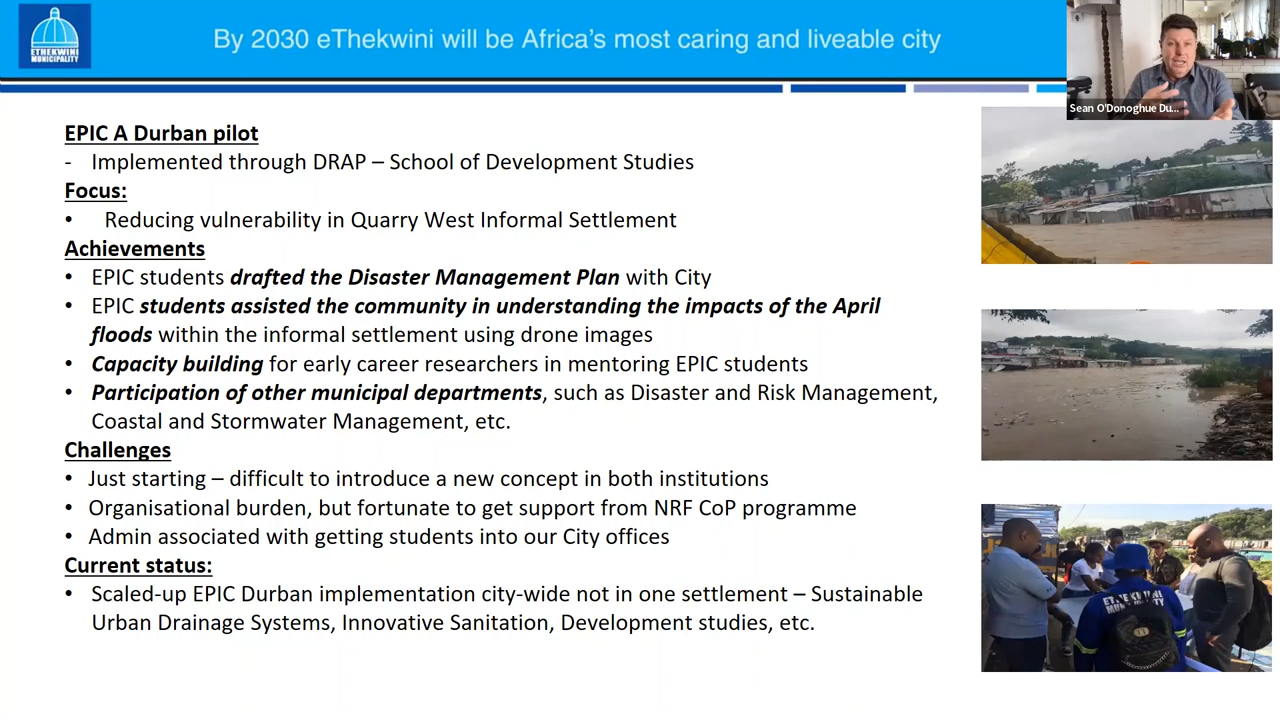 ETHEKWINI
MUNICIPALITY
By 2030 eThekwini will be Africa's most caring and liveable city
Sean O'Donoghue Du...
EPIC A Durban pilot
- Implemented through DRAP – School of Development Studies
Focus:
• Reducing vulnerability in Quarry West Informal Settlement
Achievements
• EPIC students drafted the Disaster Management Plan with City
• EPIC students assisted the community in understanding the impacts of the April
floods within the informal settlement using drone images
• Capacity building for early career researchers in mentoring EPIC students
• Participation of other municipal departments, such as Disaster and Risk Management,
Coastal and Stormwater Management, etc.
Challenges
• Just starting – difficult to introduce a new concept in both institutions
• Organisational burden, but fortunate to get support from NRF CoP programme
• Admin associated with getting students into our City offices
Current status:
• Scaled-up EPIC Durban implementation city-wide not in one settlement – Sustainable
Urban Drainage Systems, Innovative Sanitation, Development studies, etc.
ETHEKWINI
MUNICIPALITY